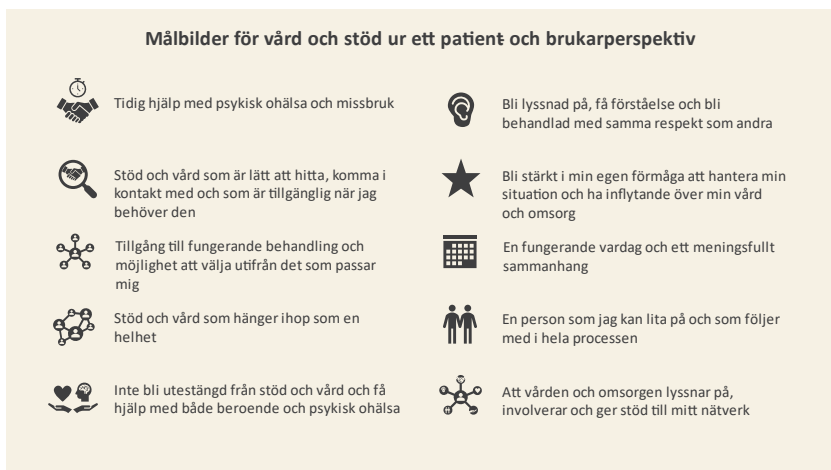 Målbilder för vård och stöd ur ett patient- och brukarperspektiv
Tidig hjälp med psykisk ohälsa och missbruk
Stöd och vård som är lätt att hitta, komma i
kontakt med och som är tillgänglig när jag
behöver den
Tillgång till fungerande behandling och
möjlighet att välja utifrån det som passar
mig
Stöd och vård som hänger ihop som en
helhet
Inte bli utestängd från stöd och vård och få
hjälp med både beroende och psykisk ohälsa
Bli lyssnad på, få förståelse och bli
behandlad med samma respekt som andra
Bli stärkt i min egen förmåga att hantera min
situation och ha inflytande över min vård
och omsorg
En fungerande vardag och ett meningsfullt
sammanhang
En person som jag kan lita på och som följer
med i hela processen
Att vården och omsorgen lyssnar på,
involverar och ger stöd till mitt nätverk